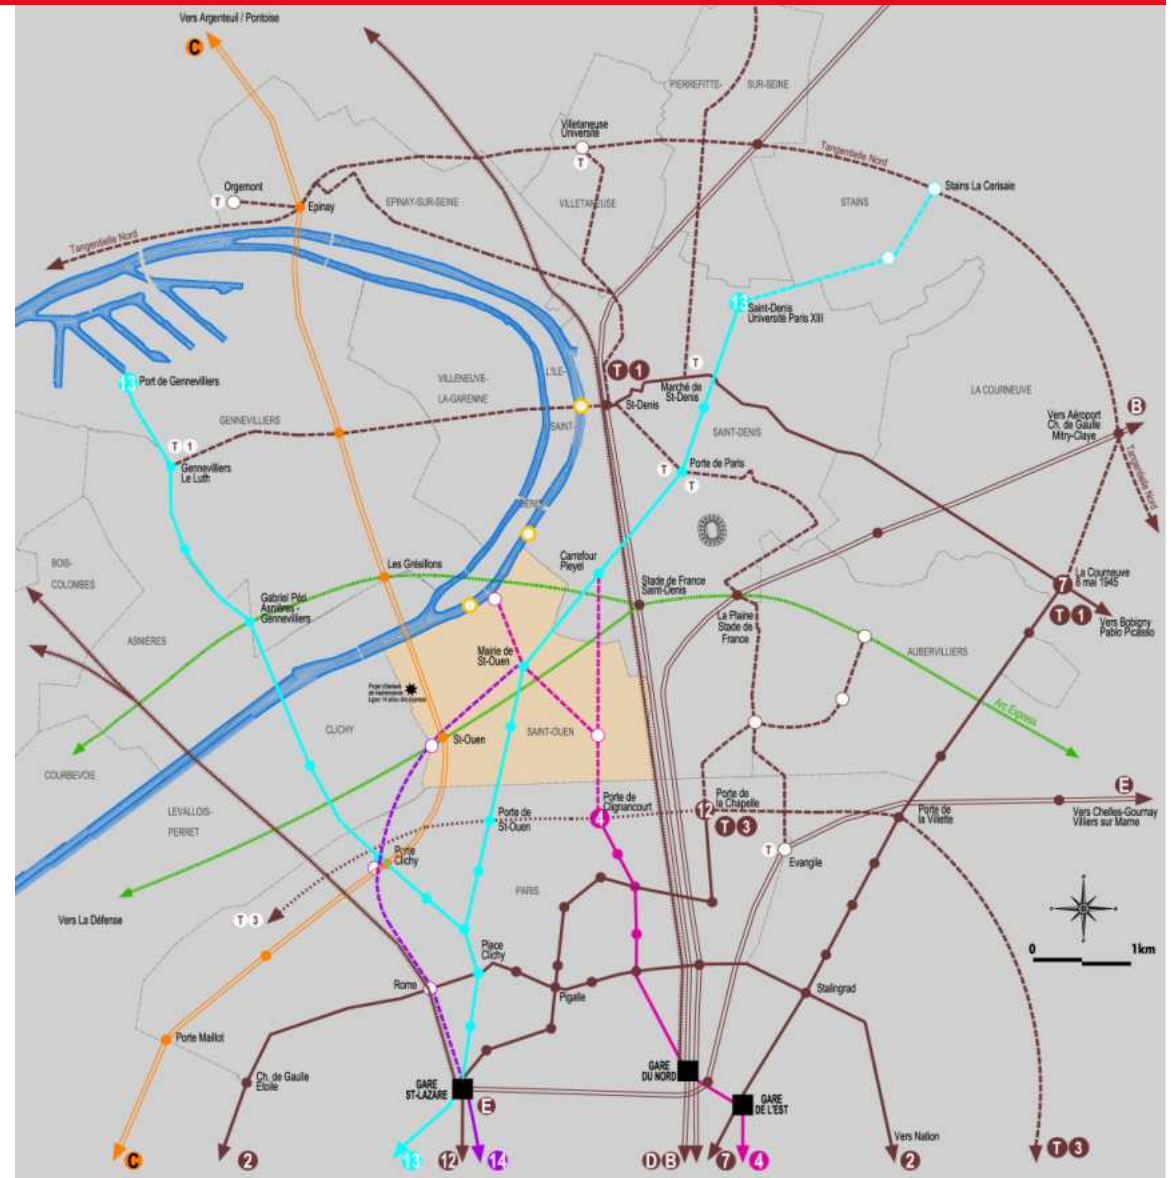 Vers Argenteuil / Pontoise
C
PIERREFITTE-
SUR-SEINE
Villetaneuse
Université
T
Tangentielle Nord
Orgemont
T
Epinay
EPINAY-SUR-SEINE
VILLETANEUSE
STAINS
Stains La Cerisaie
Tangentielle Nord
13
Saint-Denis
Université Paris XIII
13
Port de Gennevilliers
VILLENEUVE-
LA-GARENNE
L'ILE-
SAINT-
DENIS
T 1
T
Marché de
St-Denis
St-Denis
LA COURNEUVE
B
Vers Aéroport
Ch. de Gaulle
Mitry-Claye
Tangentielle Nord
GENNEVILLIERS
T 1
Gennevilliers
Le Luth
SAINT-DENIS
Porte de Paris
T
T
BOIS-
COLOMBES
Les Grésillons
Carrefour
Pleyel
Stade de France
Saint-Denis
7
La Courneuve
8 mai 1945
T 1
Vers Bobigny
Pablo Picasso
Gabriel Péri
Asnières -
Gennevilliers
La Plaine
Stade de
France
ASNIÈRES
AUBERVILLIERS
Mairie de
St-Ouen
Arc Express
CLICHY
St-Ouen
SAINT-OUEN
COURBEVOIE
LEVALLOIS-
PERRET
Porte de
St-Ouen
Porte de
Clignancourt
4
12
Porte de
la Chapelle
T 3
Porte de
la Villette
E
Vers Chelles-Gournay
Villiers sur Marne
Porte
Clichy
T
Evangile
PARIS
T 3
Vers La Défense
Place
Clichy
0
1km
Rome
Pigalle
Stalingrad
Porte Maillot
Ch. de Gaulle
Etoile
GARE
ST-LAZARE
E
GARE
DU NORD
GARE
DE L'EST
Vers Nation
C
2
13
12
14
D B
7
4
2
T 3